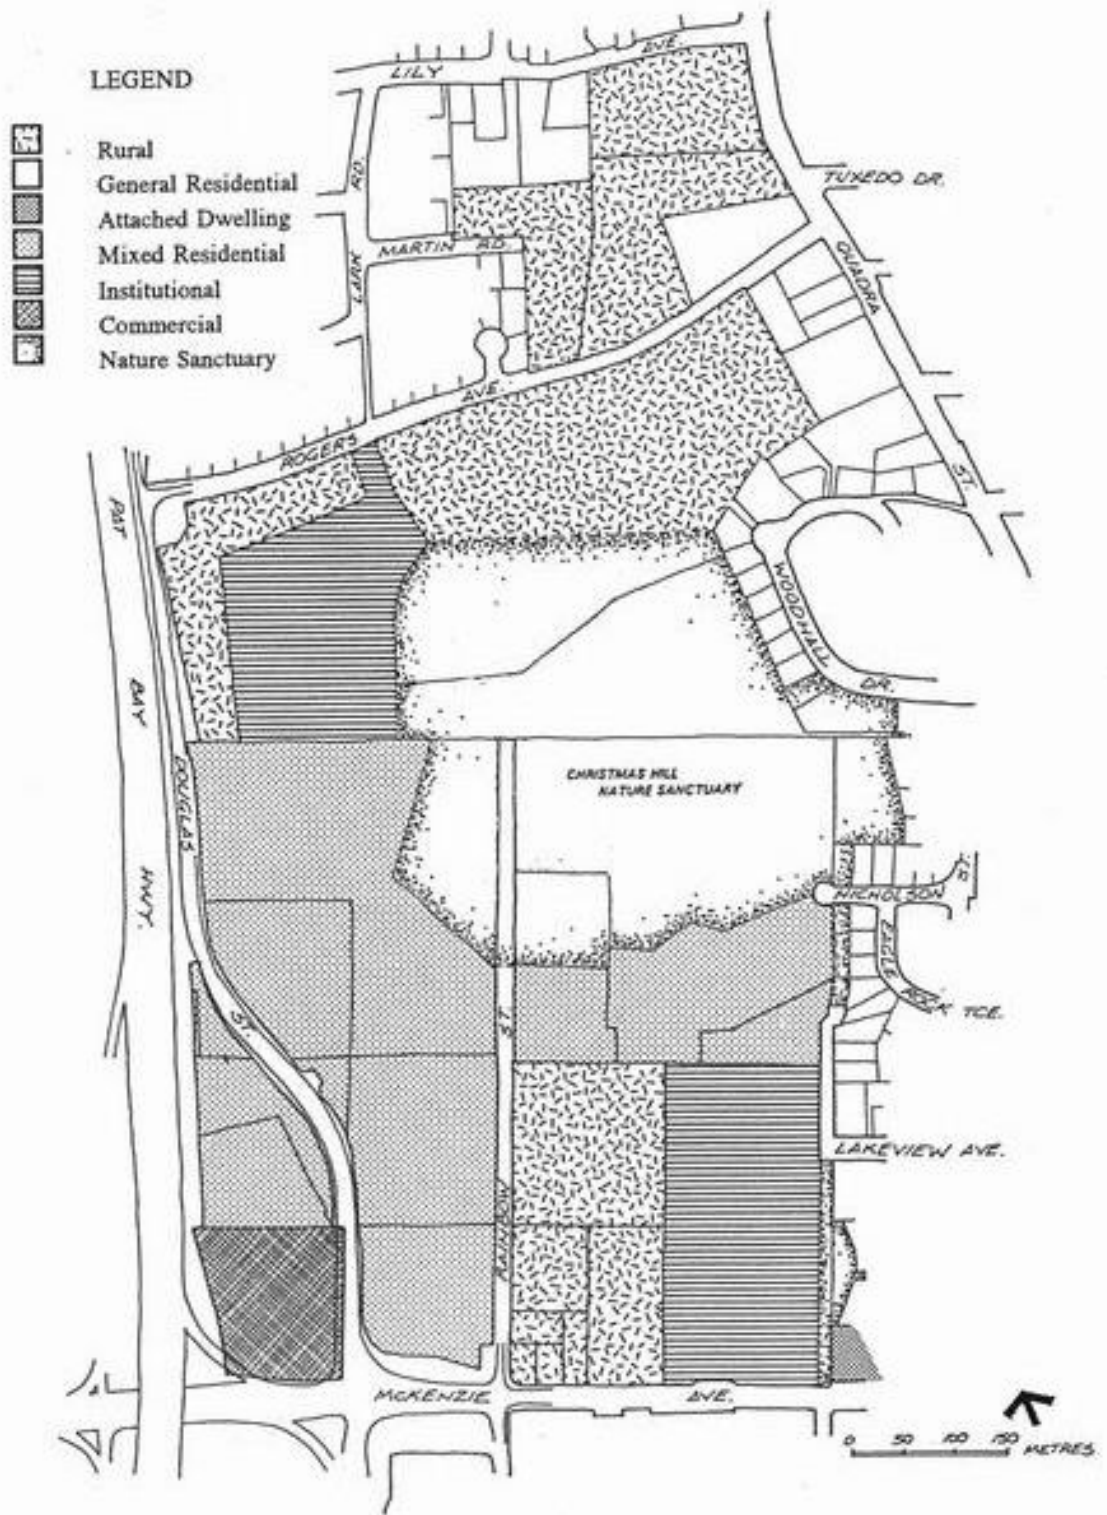 LEGEND
Rural
General Residential
Attached Dwelling
Mixed Residential
Institutional
Commercial
Nature Sanctuary
LILY AVE.
TUXEDO DR.
LARK RD.
MARTIN RD.
QUADRA ST.
ROGERS AVE.
PAT BAY HWY.
WOODHALL DR.
CHRISTMAS HILL
NATURE SANCTUARY
DOUGLAS ST.
NICHOLSON ST.
EAGLE ROCK TCE.
RAINBOW ST.
LAKEVIEW AVE.
MCKENZIE AVE.
0 50 100 150 METRES